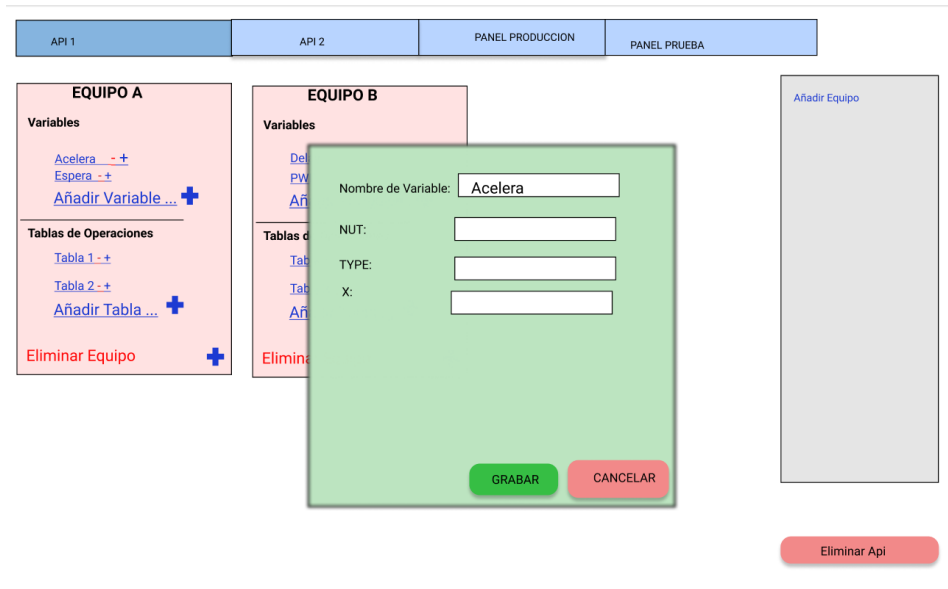 API 1
API 2
PANEL PRODUCCION
PANEL PRUEBA
EQUIPO A
Variables
Acelera - +
Espera - +
Añadir Variable ...
Tablas de Operaciones
Tabla 1 - +
Tabla 2 - +
Añadir Tabla ...
Eliminar Equipo
EQUIPO B
Variables
Del
PW
Añ
Tablas d
Tab
Tab
Añ
Elimina
Nombre de Variable: Acelera
NUT:
TYPE:
X:
GRABAR
CANCELAR
Añadir Equipo
Eliminar Api